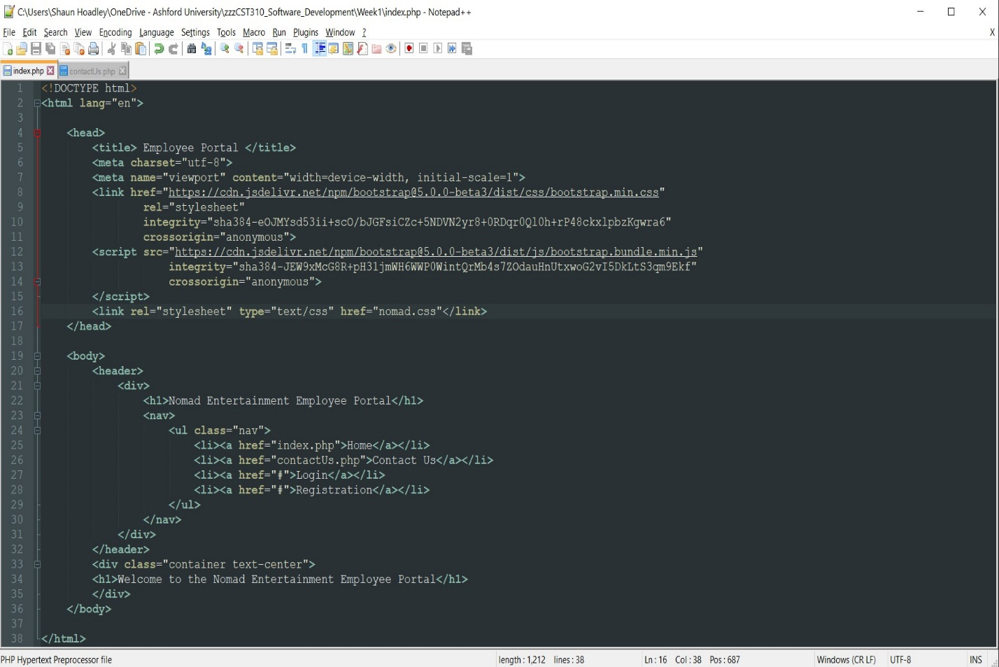 C:\Users\Shaun Hoadley\OneDrive - Ashford University\zzzCST310_Software_Development\Week1\index.php - Notepad++
File Edit Search View Encoding Language Settings Tools Macro Run Plugins Window ? X
index.php contactUs.php
1 <!DOCTYPE html>
2 <html lang="en">
3
4 <head>
5 <title> Employee Portal </title>
6 <meta charset="utf-8">
7 <meta name="viewport" content="width=device-width, initial-scale=1">
8 <link href="https://cdn.jsdelivr.net/npm/bootstrap@5.0.0-beta3/dist/css/bootstrap.min.css"
9 rel="stylesheet"
10 integrity="sha384-eOJMYsd53ii+scO/bJGFsiCZc+5NDVN2yr8+0RDqr0Ql0h+rP48ckxlpbzKgwra6"
11 crossorigin="anonymous">
12 <script src="https://cdn.jsdelivr.net/npm/bootstrap@5.0.0-beta3/dist/js/bootstrap.bundle.min.js"
13 integrity="sha384-JEW9xMcG8R+pH31jmWH6WWP0WintQrMb4s7ZOdauHnUtxwoG2vI5DkLtS3qm9Ekf"
14 crossorigin="anonymous">
15 </script>
16 <link rel="stylesheet" type="text/css" href="nomad.css"</link>
17 </head>
18
19 <body>
20 <header>
21 <div>
22 <h1>Nomad Entertainment Employee Portal</h1>
23 <nav>
24 <ul class="nav">
25 <li><a href="index.php">Home</a></li>
26 <li><a href="contactUs.php">Contact Us</a></li>
27 <li><a href="#">Login</a></li>
28 <li><a href="#">Registration</a></li>
29 </ul>
30 </nav>
31 </div>
32 </header>
33 <div class="container text-center">
34 <h1>Welcome to the Nomad Entertainment Employee Portal</h1>
35 </div>
36 </body>
37
38 </html>
PHP Hypertext Preprocessor file length : 1,212 lines : 38 Ln : 16 Col : 38 Pos : 687 Windows (CR LF) UTF-8 INS